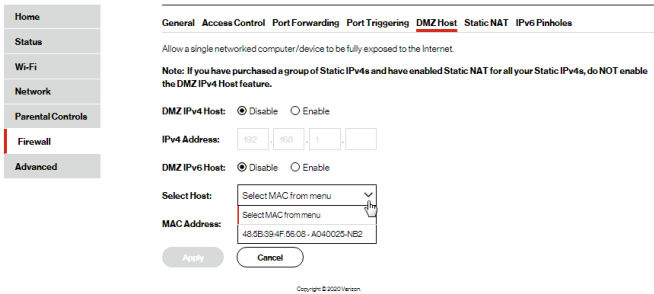 Home
Status
Wi-Fi
Network
Parental Controls
Firewall
Advanced
General Access Control Port Forwarding Port Triggering DMZ Host Static NAT IPv6 Pinholes
Allow a single networked computer/device to be fully exposed to the Internet.
Note: If you have purchased a group of Static IPv4s and have enabled Static NAT for all your Static IPv4s, do NOT enable
the DMZ IPv4 Host feature.
DMZ IPv4 Host: Disable Enable
IPv4 Address: 192 . 168 . 1 .
DMZ IPv6 Host: Disable Enable
Select Host: Select MAC from menu
Select MAC from menu
MAC Address:
48:5B:39:4F:56:08 - A040025-NB2
Apply Cancel
Copyright © 2020 Verizon.